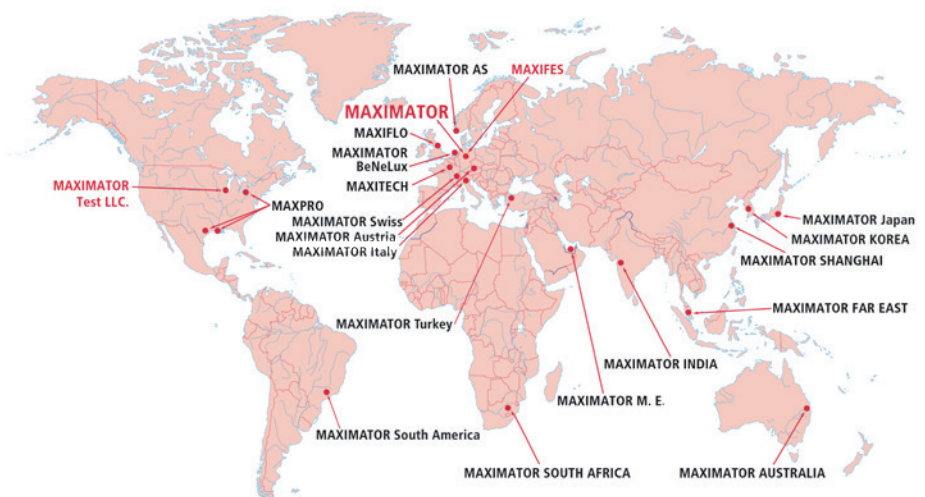 MAXIMATOR AS
MAXIFES
MAXIMATOR
MAXIFLO
MAXIMATOR
BeNeLux
MAXITECH
MAXIMATOR
Test LLC.
MAXPRO
MAXIMATOR Swiss
MAXIMATOR Austria
MAXIMATOR Italy
MAXIMATOR Japan
MAXIMATOR KOREA
MAXIMATOR SHANGHAI
MAXIMATOR FAR EAST
MAXIMATOR Turkey
MAXIMATOR INDIA
MAXIMATOR M. E.
MAXIMATOR South America
MAXIMATOR SOUTH AFRICA
MAXIMATOR AUSTRALIA